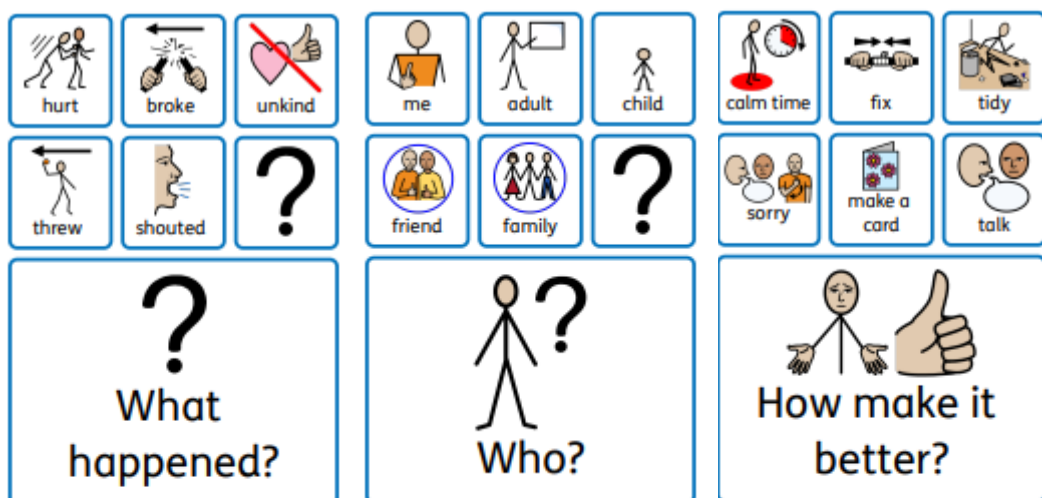 hurt
broke
unkind
threw
shouted
?
What
happened?
me
adult
child
friend
family
?
Who?
calm time
fix
tidy
sorry
make a
card
talk
How make it
better?